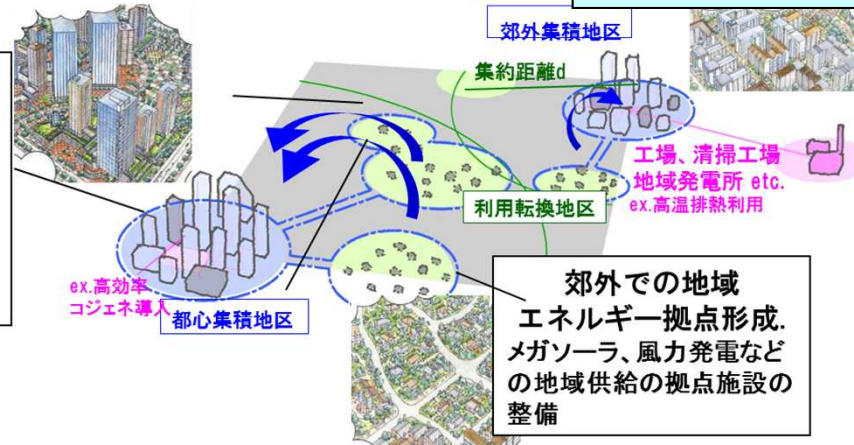 郊外集積地区
集約距離d
工場、清掃工場
地域発電所 etc.
ex.高温排熱利用
利用転換地区
ex.高効率
コジェネ導入
都心集積地区
郊外での地域
エネルギー拠点形成.
メガソーラ、風力発電など
の地域供給の拠点施設の
整備